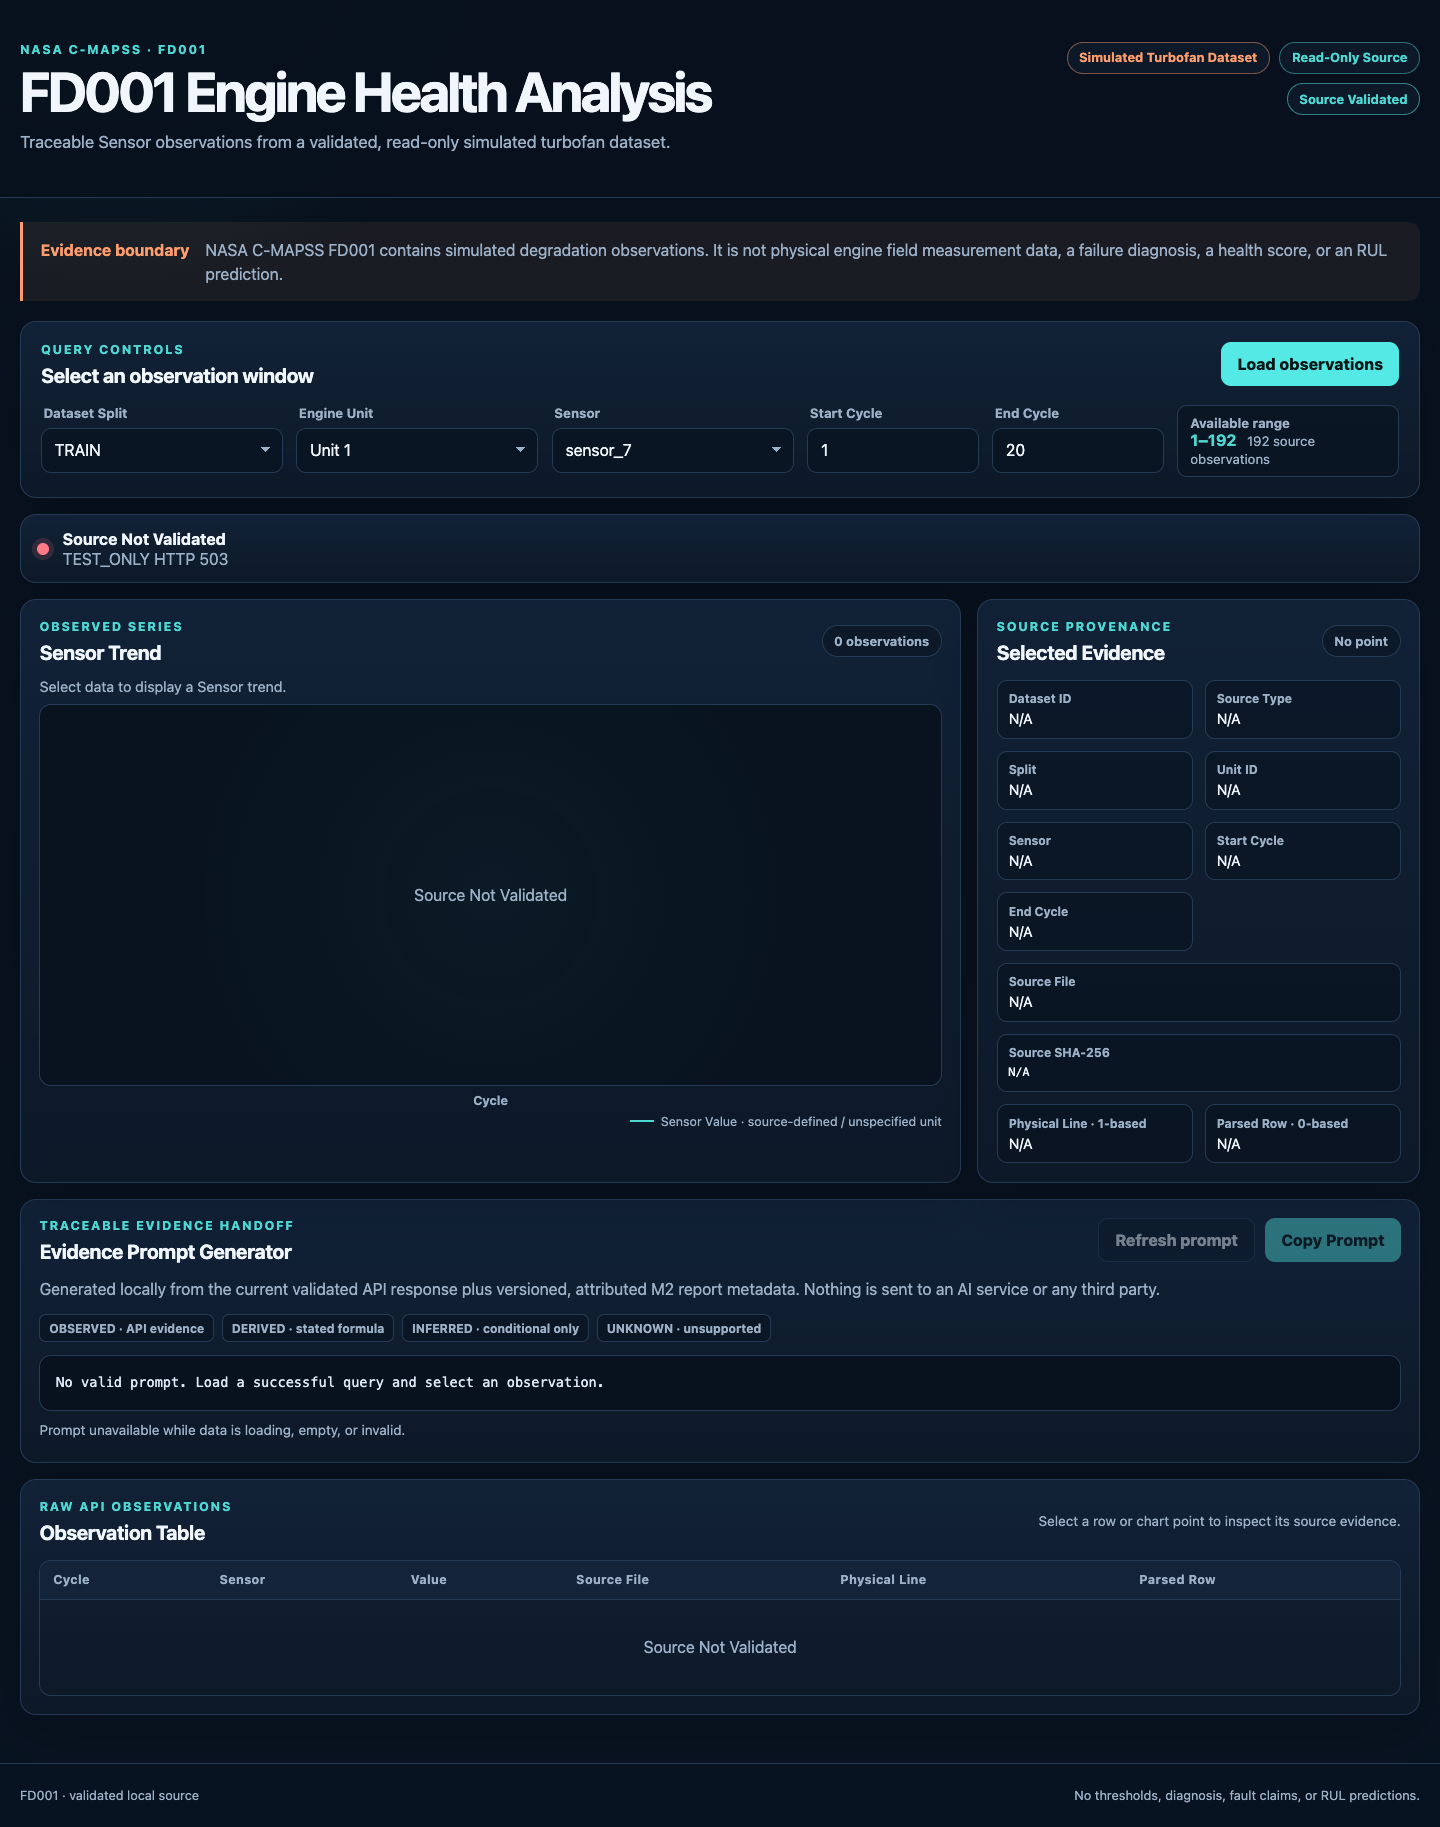 NASA C-MAPSS · FD001
FD001 Engine Health Analysis
Traceable Sensor observations from a validated, read-only simulated turbofan dataset.
Simulated Turbofan Dataset
Read-Only Source
Source Validated
Evidence boundary
NASA C-MAPSS FD001 contains simulated degradation observations. It is not physical engine field measurement data, a failure diagnosis, a health score, or an RUL
prediction.
QUERY CONTROLS
Select an observation window
Load observations
Dataset Split
TRAIN
Engine Unit
Unit 1
Sensor
sensor_7
Start Cycle
1
End Cycle
20
Available range
1–192 192 source
observations
Source Not Validated
TEST_ONLY HTTP 503
OBSERVED SERIES
Sensor Trend
0 observations
Select data to display a Sensor trend.
Source Not Validated
Cycle
Sensor Value · source-defined / unspecified unit
SOURCE PROVENANCE
Selected Evidence
No point
Dataset ID
N/A
Source Type
N/A
Split
N/A
Unit ID
N/A
Sensor
N/A
Start Cycle
N/A
End Cycle
N/A
Source File
N/A
Source SHA-256
N/A
Physical Line · 1-based
N/A
Parsed Row · 0-based
N/A
TRACEABLE EVIDENCE HANDOFF
Evidence Prompt Generator
Refresh prompt
Copy Prompt
Generated locally from the current validated API response plus versioned, attributed M2 report metadata. Nothing is sent to an AI service or any third party.
OBSERVED · API evidence
DERIVED · stated formula
INFERRED · conditional only
UNKNOWN · unsupported
No valid prompt. Load a successful query and select an observation.
Prompt unavailable while data is loading, empty, or invalid.
RAW API OBSERVATIONS
Observation Table
Select a row or chart point to inspect its source evidence.
Cycle Sensor Value Source File Physical Line Parsed Row
Source Not Validated
FD001 · validated local source
No thresholds, diagnosis, fault claims, or RUL predictions.